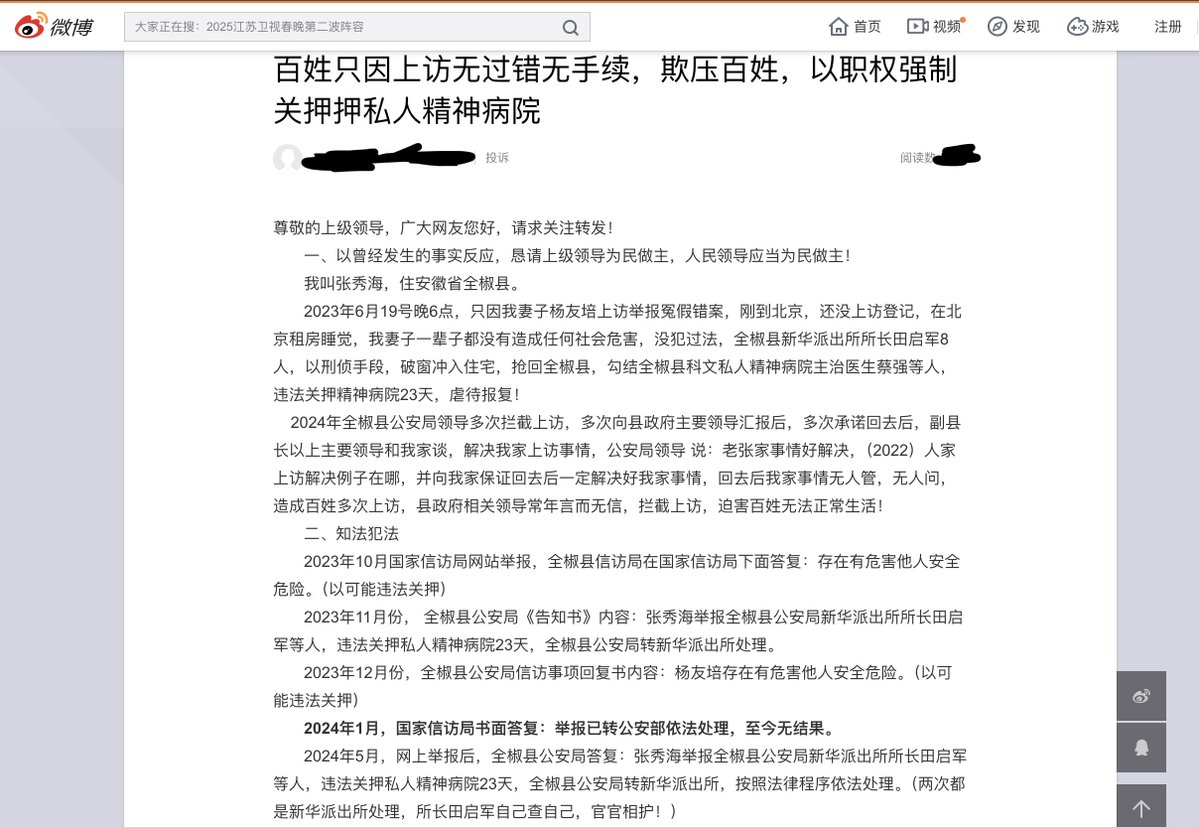 微博
大家正在搜：2025江苏卫视春晚第二波阵容
首页
视频
发现
游戏
注册
百姓只因上访无过错无手续，欺压百姓，以职权强制
关押押私人精神病院
投诉
阅读数
尊敬的上级领导，广大网友您好，请求关注转发！
一、以曾经发生的事实反应，恳请上级领导为民做主，人民领导应当为民做主！
我叫张秀海，住安徽省全椒县。
2023年6月19号晚6点，只因我妻子杨友培上访举报冤假错案，刚到北京，还没上访登记，在北
京租房睡觉，我妻子一辈子都没有造成任何社会危害，没犯过法，全椒县新华派出所所长田启军8
人，以刑侦手段，破窗冲入住宅，抢回全椒县，勾结全椒县科文私人精神病院主治医生蔡强等人，
违法关押精神病院23天，虐待报复！
2024年全椒县公安局领导多次拦截上访，多次向县政府主要领导汇报后，多次承诺回去后，副县
长以上主要领导和我家谈，解决我家上访事情，公安局领导 说：老张家事情好解决，（2022）人家
上访解决例子在哪，并向我家保证回去后一定解决好我家事情，回去后我家事情无人管，无人问，
造成百姓多次上访，县政府相关领导常年言而无信，拦截上访，迫害百姓无法正常生活！
二、知法犯法
2023年10月国家信访局网站举报，全椒县信访局在国家信访局下面答复：存在有危害他人安全
危险。（以可能违法关押）
2023年11月份， 全椒县公安局《告知书》内容：张秀海举报全椒县公安局新华派出所所长田启
军等人，违法关押私人精神病院23天，全椒县公安局转新华派出所处理。
2023年12月份，全椒县公安局信访事项回复书内容：杨友培存在有危害他人安全危险。（以可
能违法关押）
2024年1月，国家信访局书面答复：举报已转公安部依法处理，至今无结果。
2024年5月，网上举报后，全椒县公安局答复：张秀海举报全椒县公安局新华派出所所长田启军
等人，违法关押私人精神病院23天，全椒县公安局转新华派出所，按照法律程序依法处理。（两次都
是新华派出所处理，所长田启军自己查自己，官官相护！）